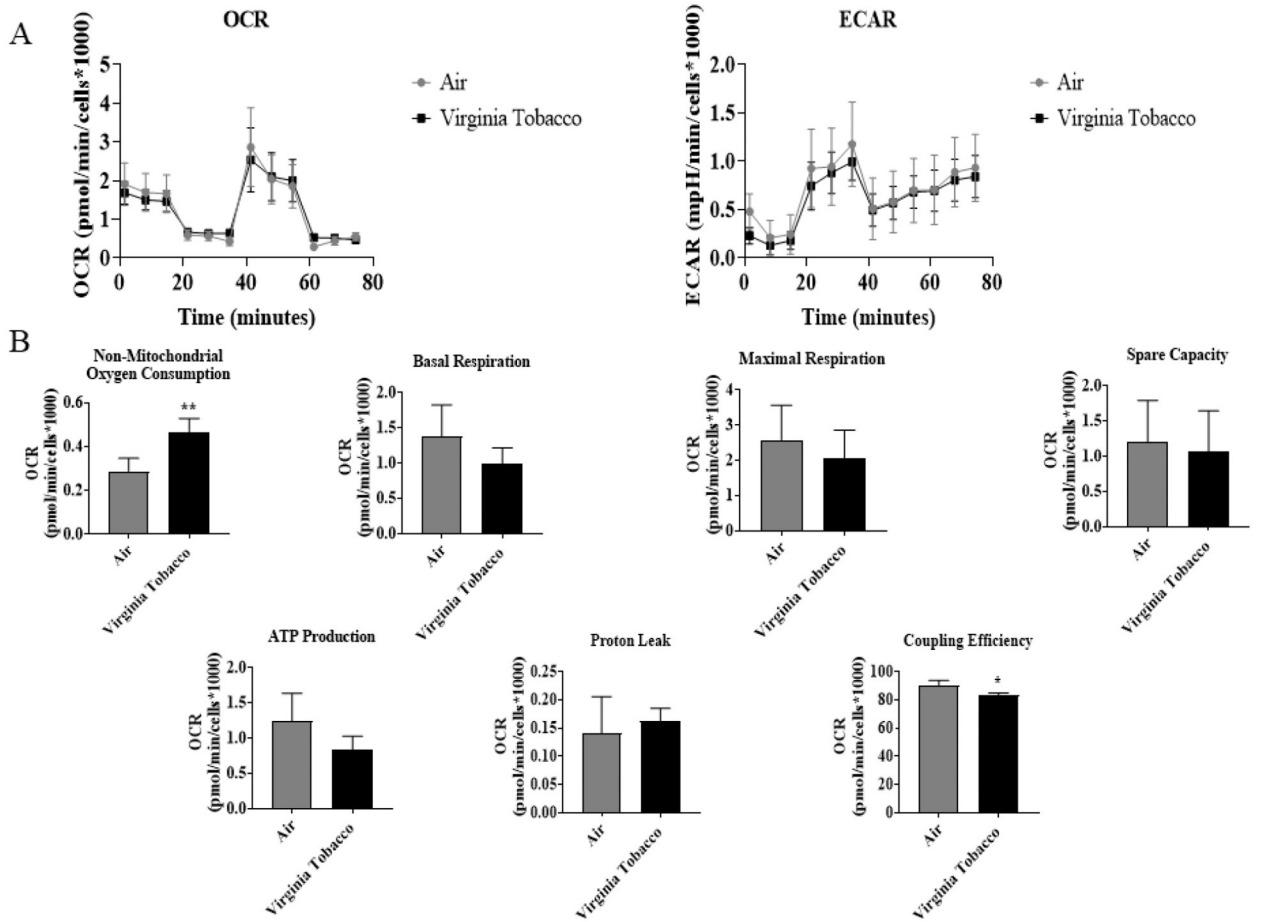 A
OCR
OCR (pmol/min/cells*1000)
5
4
3
2
1
0
0 20 40 60 80
Time (minutes)
Air
Virginia Tobacco
ECAR
ECAR (mpH/min/cells*1000)
2.0
1.5
1.0
0.5
0.0
0 20 40 60 80
Time (minutes)
Air
Virginia Tobacco
B
Non-Mitochondrial
Oxygen Consumption
OCR
(pmol/min/cells*1000)
0.6
0.4
0.2
0.0
**
Air
Virginia Tobacco
Basal Respiration
OCR
(pmol/min/cells*1000)
2.0
1.5
1.0
0.5
0.0
Air
Virginia Tobacco
Maximal Respiration
OCR
(pmol/min/cells*1000)
4
3
2
1
0
Air
Virginia Tobacco
Spare Capacity
OCR
(pmol/min/cells*1000)
2.0
1.5
1.0
0.5
0.0
Air
Virginia Tobacco
ATP Production
OCR
(pmol/min/cells*1000)
2.0
1.5
1.0
0.5
0.0
Air
Virginia Tobacco
Proton Leak
OCR
(pmol/min/cells*1000)
0.25
0.20
0.15
0.10
0.05
0.00
Air
Virginia Tobacco
Coupling Efficiency
OCR
(pmol/min/cells*1000)
100
80
60
40
20
0
*
Air
Virginia Tobacco